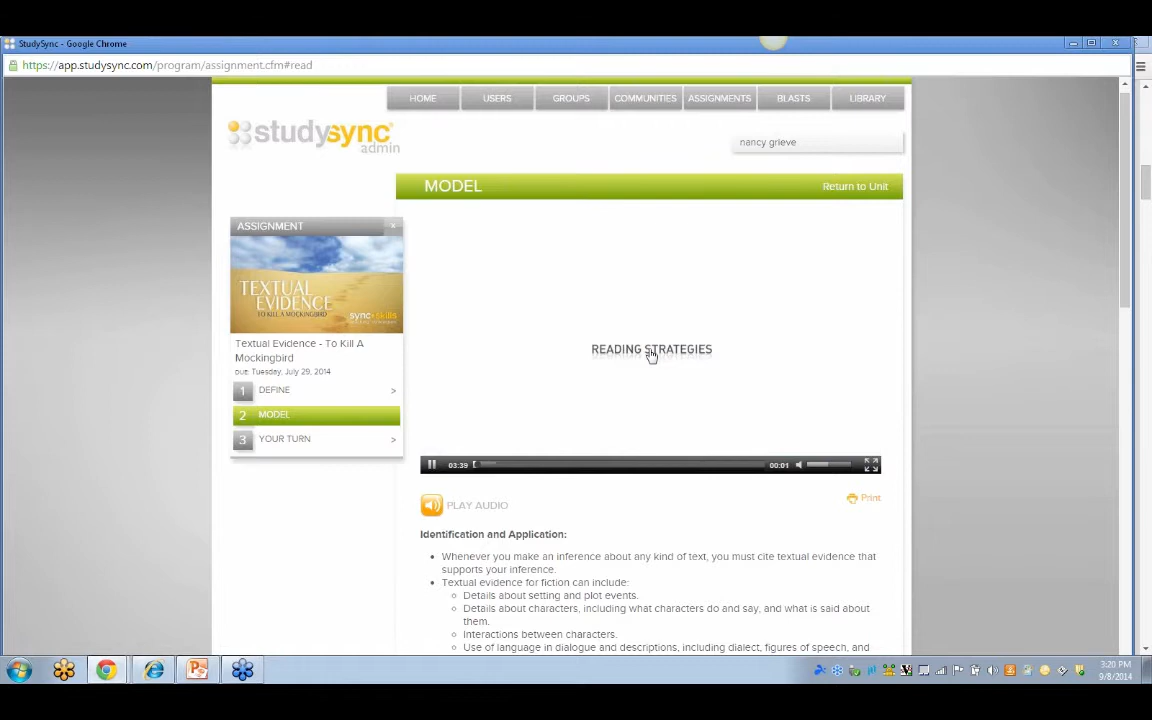 StudySync - Google Chrome
https://app.studysync.com/program/assignment.cfm#read
HOME USERS GROUPS COMMUNITIES ASSIGNMENTS BLASTS LIBRARY
studysync®
admin
nancy grieve
MODEL Return to Unit
ASSIGNMENT x
TEXTUAL
EVIDENCE
TO KILL A MOCKINGBIRD
sync•skills
Textual Evidence - To Kill A
Mockingbird
DUE: Tuesday, July 29, 2014
1 DEFINE >
2 MODEL
3 YOUR TURN >
READING STRATEGIES
03:39 00:01
PLAY AUDIO
Print
Identification and Application:
• Whenever you make an inference about any kind of text, you must cite textual evidence that
supports your inference.
• Textual evidence for fiction can include:
Details about setting and plot events.
Details about characters, including what characters do and say, and what is said about
them.
Interactions between characters.
Use of language in dialogue and descriptions, including dialect, figures of speech, and
3:20 PM
9/8/2014